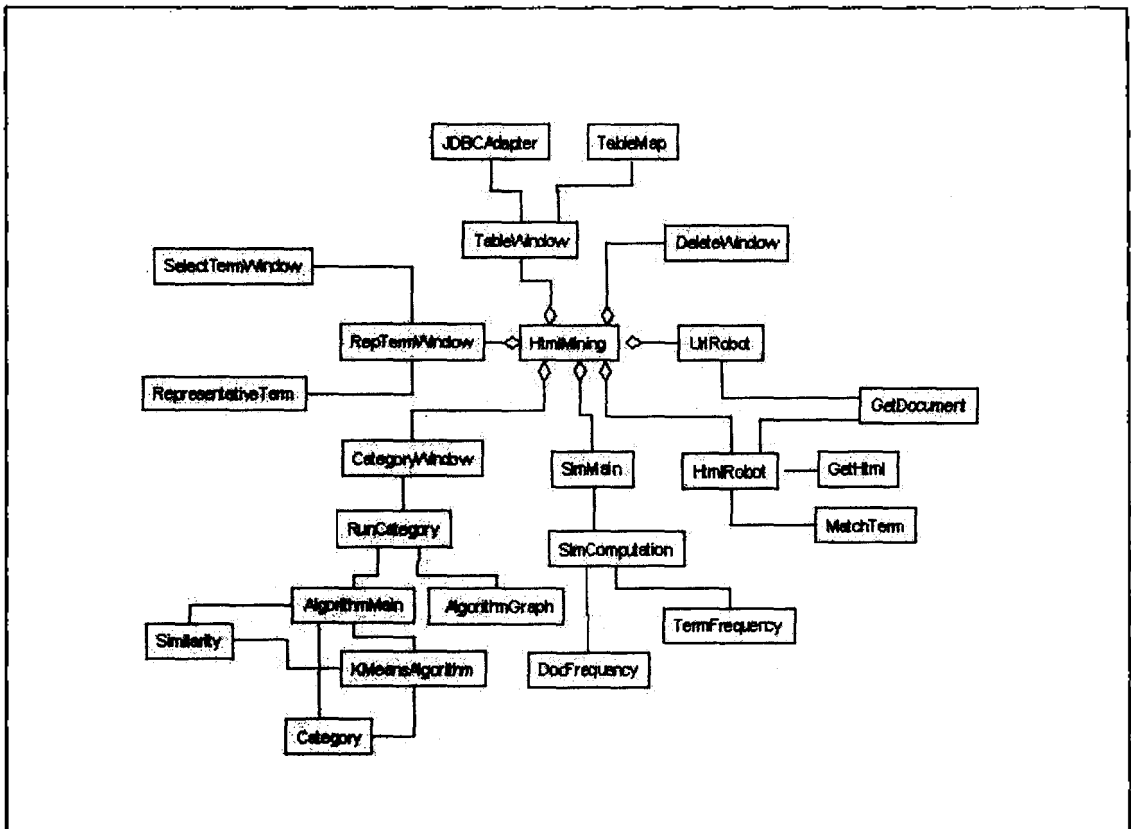 JDBCAdapter
TableMap
TableWindow
DeleteWindow
SelectTermWindow
RepTermWindow
HtmlMining
UrlRobot
RepresentativeTerm
GetDocument
CategoryWindow
SimMain
HtmlRobot
GetHtml
RunCategory
MatchTerm
SimComputation
AlgorithmMain
AlgorithmGraph
TermFrequency
Similarity
KMeansAlgorithm
DocFrequency
Category